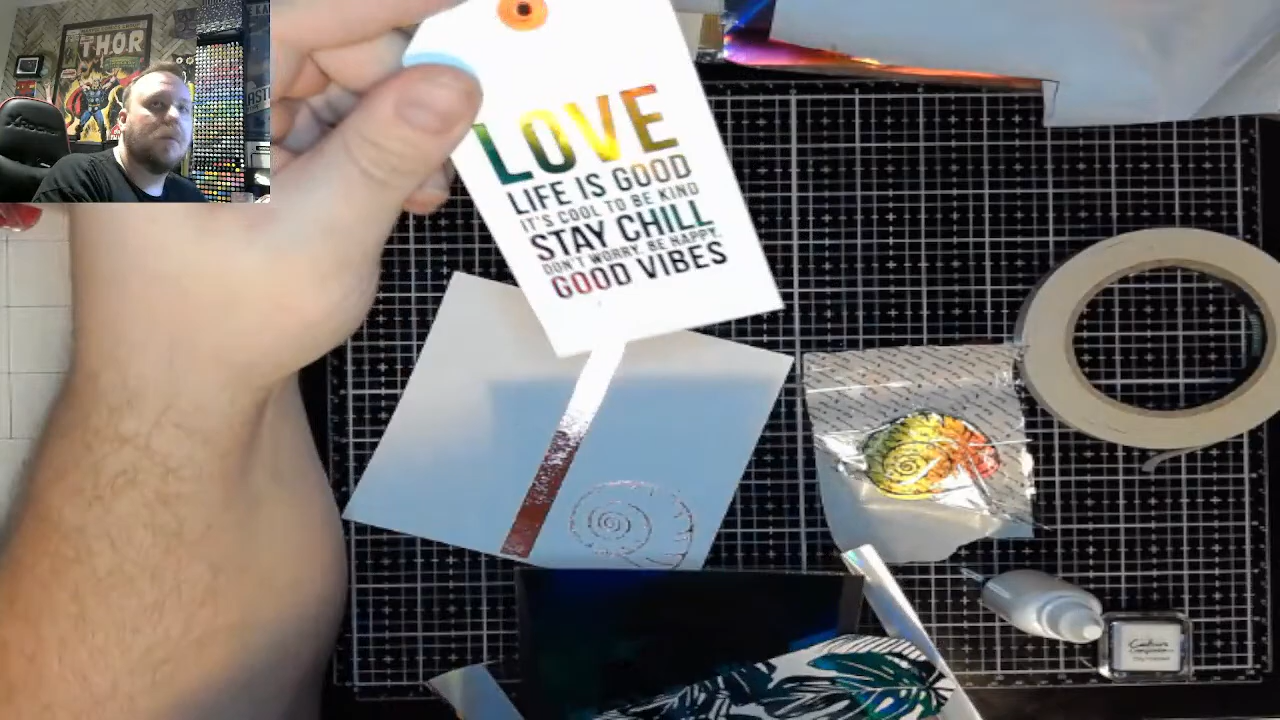 THOR
LOVE
LIFE IS GOOD
IT'S COOL TO BE KIND
STAY CHILL
DON'T WORRY. BE HAPPY.
GOOD VIBES